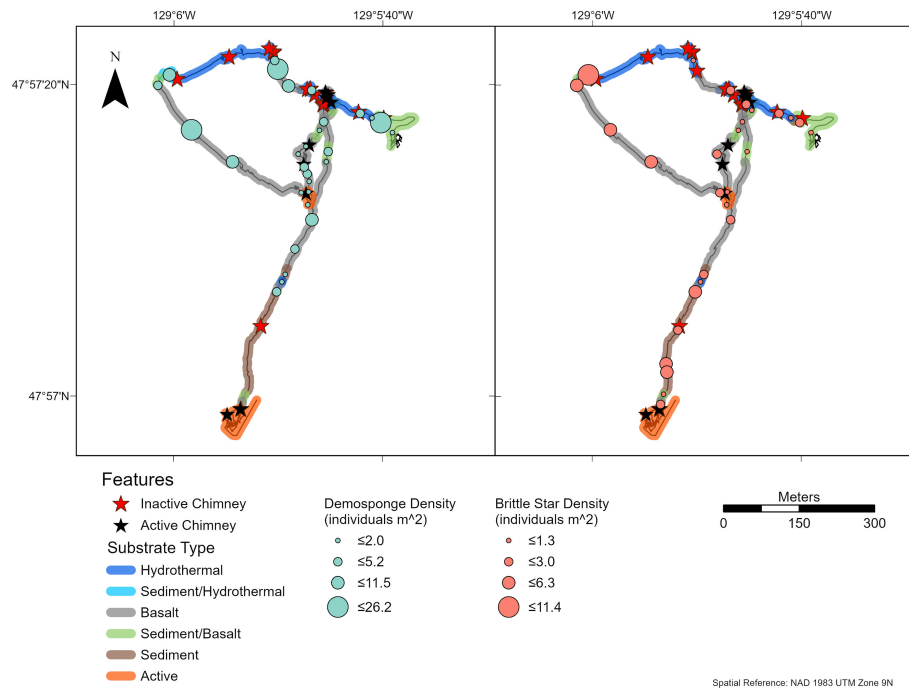 129°6'W 129°5'40"W 129°6'W 129°5'40"W
N
47°57'20"N
47°57'N
Features
Inactive Chimney
Active Chimney
Substrate Type
Hydrothermal
Sediment/Hydrothermal
Basalt
Sediment/Basalt
Sediment
Active
Demosponge Density
(individuals m^2)
≤2.0
≤5.2
≤11.5
≤26.2
Brittle Star Density
(individuals m^2)
≤1.3
≤3.0
≤6.3
≤11.4
Meters
0 150 300
Spatial Reference: NAD 1983 UTM Zone 9N